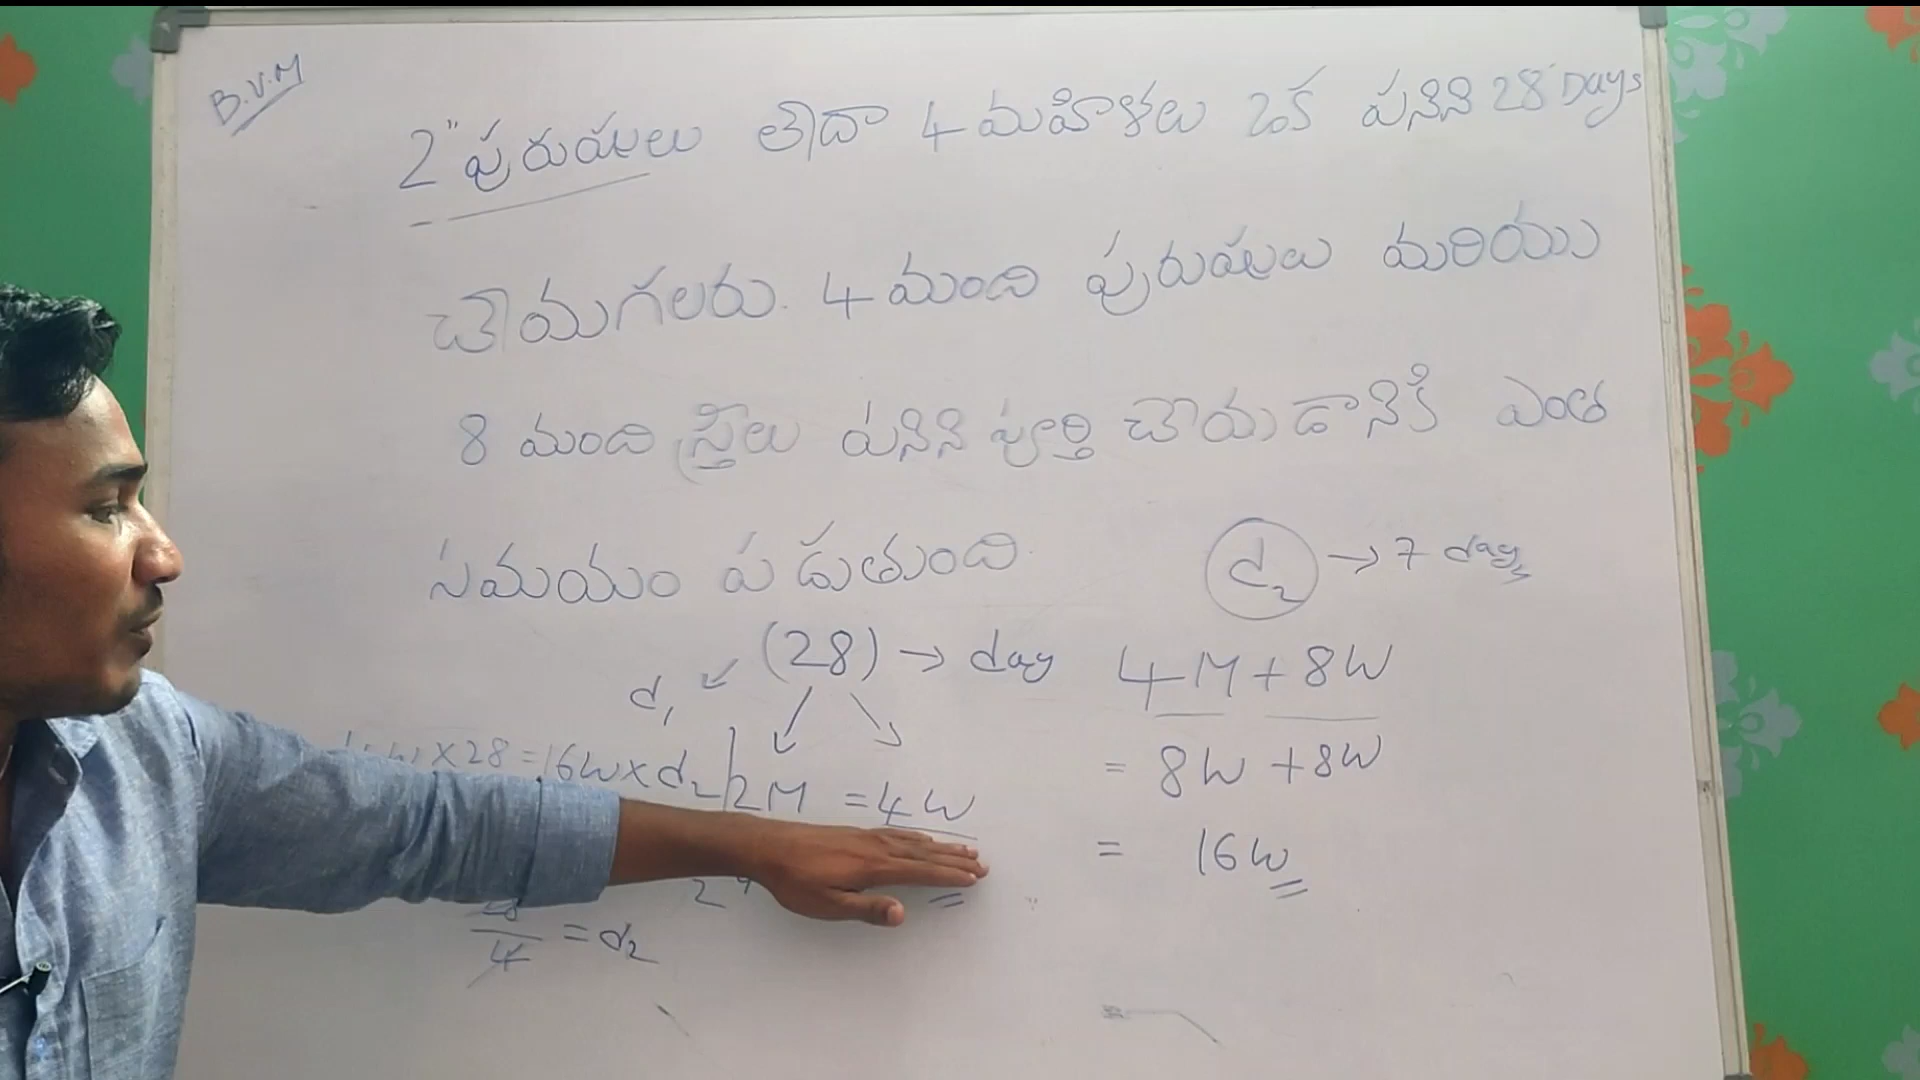 B.V.M
2" పురుషులు లేదా 4 మహిళలు ఒక పనిని 28 Days
చేయగలరు. 4 మంది పురుషులు మరియు
8 మంది స్త్రీలు పనిని పూర్తి చేయడానికి ఎంత
సమయం పడుతుంది.
d₂ → 7 days
d₁ ← (28) → day
4M + 8W
x 28 = 16W x d₂
2M = 4W
= 8W + 8W
= 16W
4 = d₂